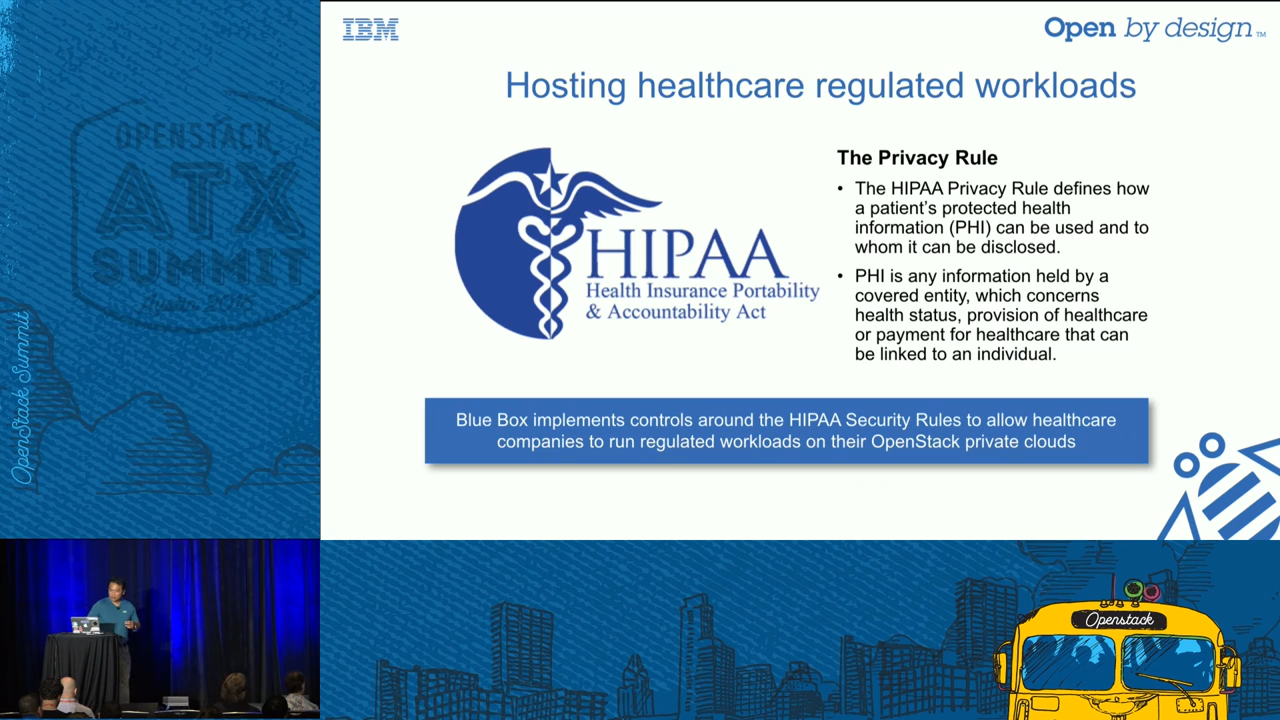 IBM
Open by design™
Hosting healthcare regulated workloads
HIPAA
Health Insurance Portability
& Accountability Act
The Privacy Rule
• The HIPAA Privacy Rule defines how
a patient's protected health
information (PHI) can be used and to
whom it can be disclosed.
• PHI is any information held by a
covered entity, which concerns
health status, provision of healthcare
or payment for healthcare that can
be linked to an individual.
Blue Box implements controls around the HIPAA Security Rules to allow healthcare
companies to run regulated workloads on their OpenStack private clouds
OPENSTACK
ATX
SUMMIT
OpenStack Summit
Openstack